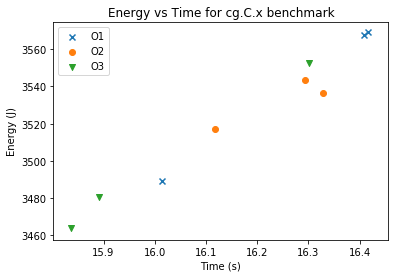 Energy vs Time for cg.C.x benchmark
O1
O2
O3
Energy (J)
3560
3540
3520
3500
3480
3460
15.9 16.0 16.1 16.2 16.3 16.4
Time (s)